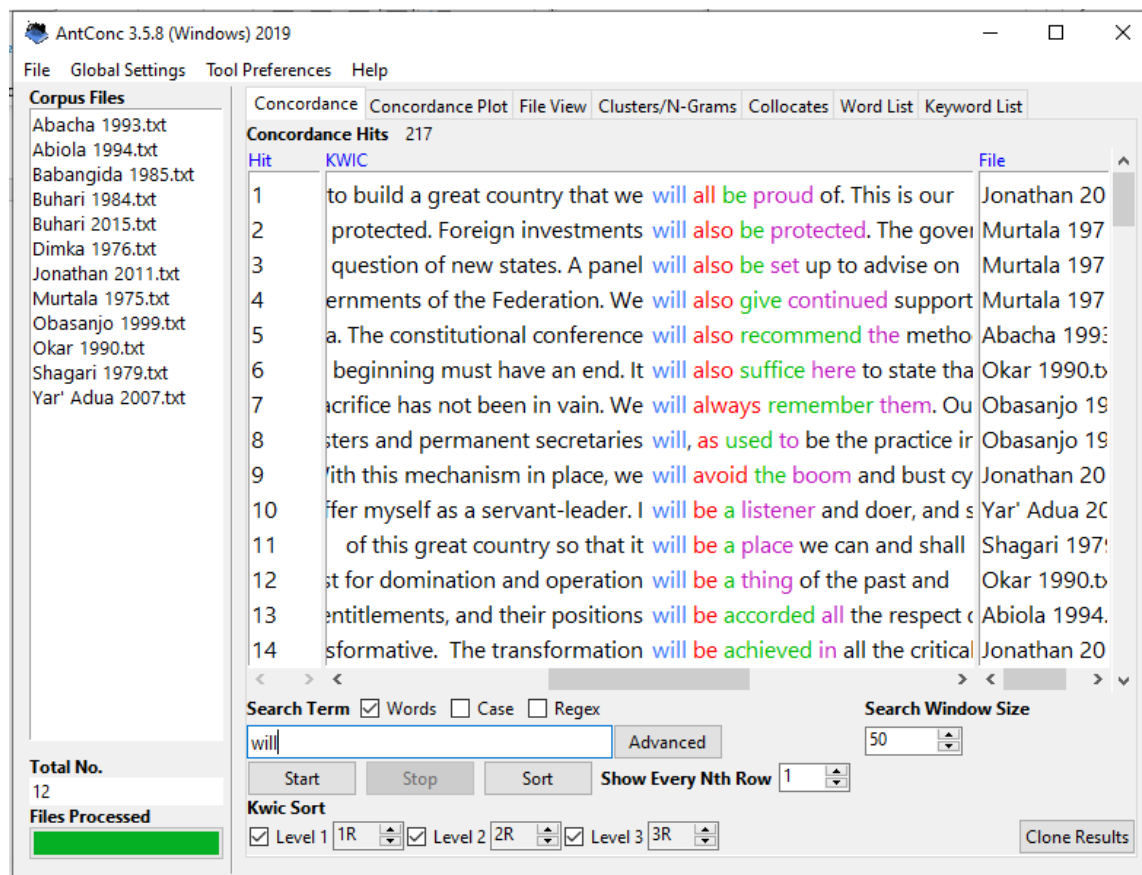 AntConc 3.5.8 (Windows) 2019
File Global Settings Tool Preferences Help
Corpus Files
Abacha 1993.txt
Abiola 1994.txt
Babangida 1985.txt
Buhari 1984.txt
Buhari 2015.txt
Dimka 1976.txt
Jonathan 2011.txt
Murtala 1975.txt
Obasanjo 1999.txt
Okar 1990.txt
Shagari 1979.txt
Yar' Adua 2007.txt
Total No.
12
Files Processed
Concordance Concordance Plot File View Clusters/N-Grams Collocates Word List Keyword List
Concordance Hits 217
Hit KWIC File
1 to build a great country that we will all be proud of. This is our Jonathan 20
2 protected. Foreign investments will also be protected. The gover Murtala 197
3 question of new states. A panel will also be set up to advise on Murtala 197
4 ernments of the Federation. We will also give continued support Murtala 197
5 a. The constitutional conference will also recommend the metho Abacha 1993
6 beginning must have an end. It will also suffice here to state tha Okar 1990.tx
7 acrifice has not been in vain. We will always remember them. Ou Obasanjo 19
8 sters and permanent secretaries will, as used to be the practice in Obasanjo 19
9 With this mechanism in place, we will avoid the boom and bust cy Jonathan 20
10 ffer myself as a servant-leader. I will be a listener and doer, and s Yar' Adua 20
11 of this great country so that it will be a place we can and shall Shagari 1979
12 st for domination and operation will be a thing of the past and Okar 1990.tx
13 entitlements, and their positions will be accorded all the respect Abiola 1994.
14 sformative. The transformation will be achieved in all the critical Jonathan 20
Search Term Words Case Regex Search Window Size
will Advanced 50
Start Stop Sort Show Every Nth Row 1
Kwic Sort
Level 1 1R Level 2 2R Level 3 3R Clone Results